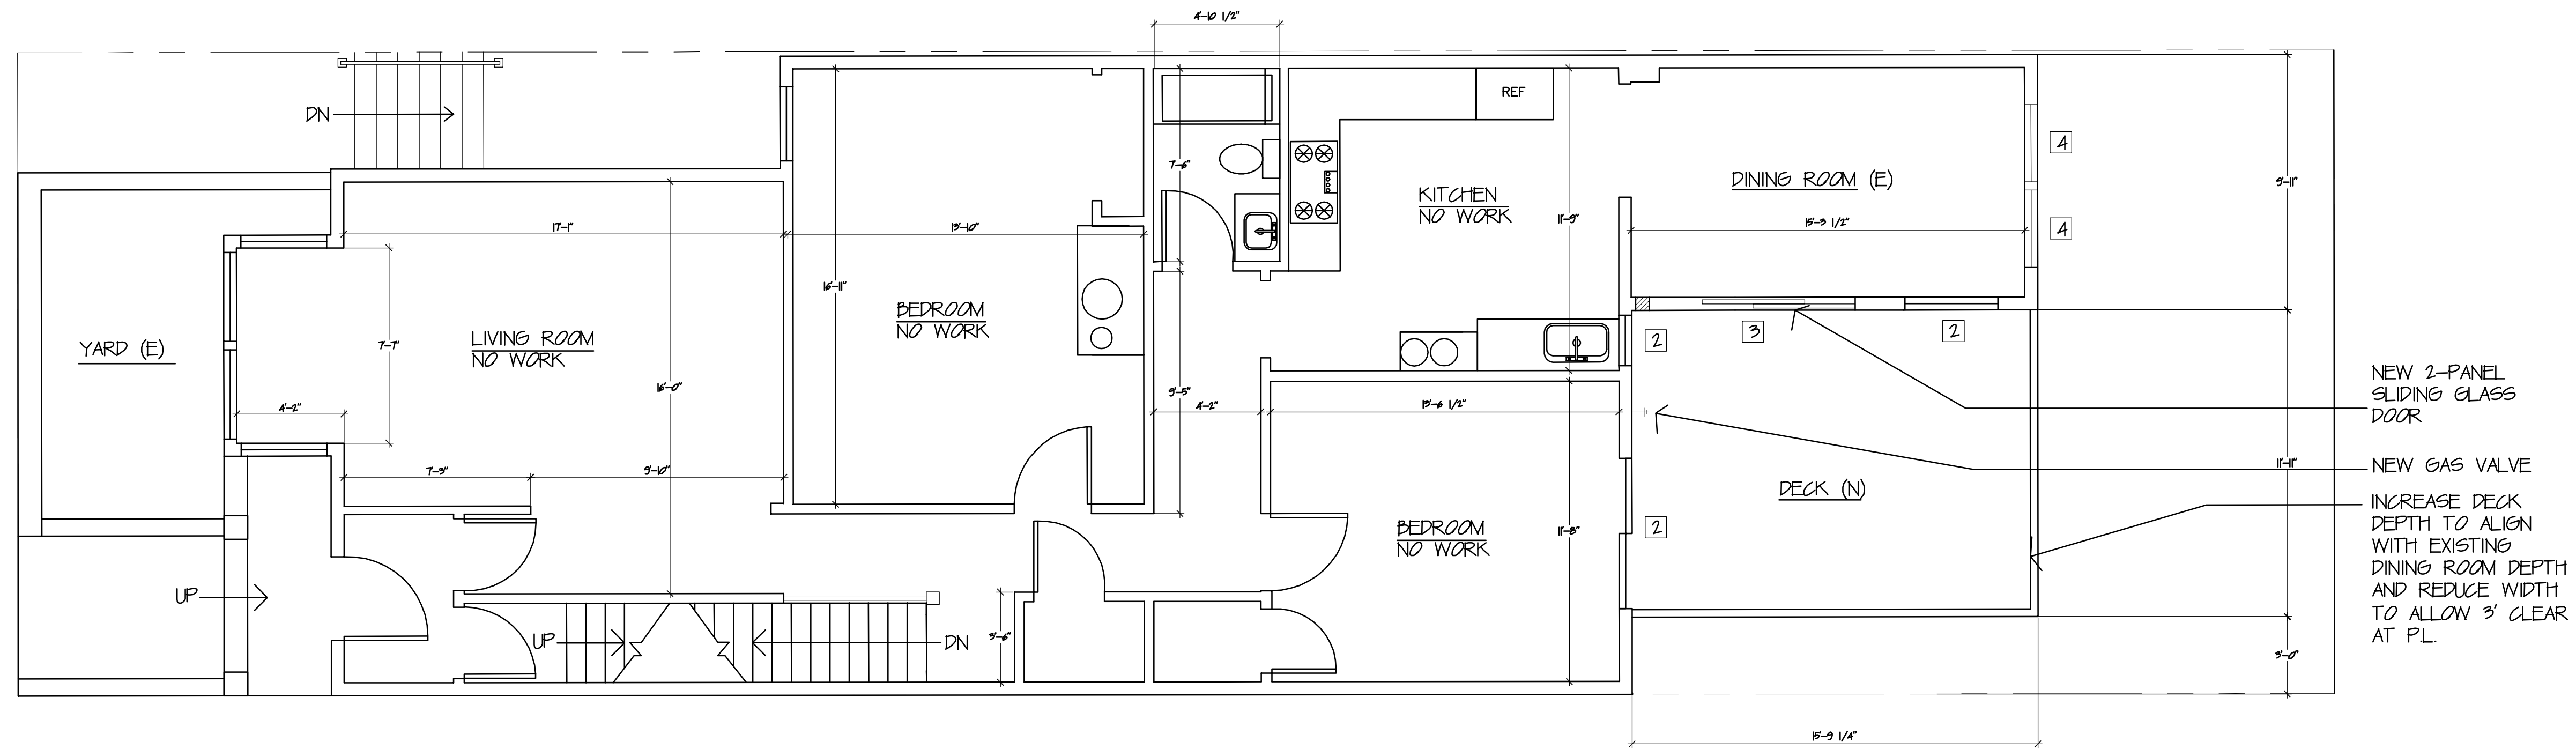 4'-10 1/2"
DN
REF
4
7'-6"
DINING ROOM (E)
9'-11"
KITCHEN
NO WORK
11'-9"
15'-3 1/2"
4
17'-1"
13'-10"
16'-11"
BEDROOM
NO WORK
LIVING ROOM
NO WORK
YARD (E)
7'-7"
2
3
2
NEW 2-PANEL
SLIDING GLASS
DOOR
16'-0"
9'-5"
4'-2"
4'-2"
13'-6 1/2"
7'-3"
9'-10"
11'-11"
NEW GAS VALVE
DECK (N)
INCREASE DECK
DEPTH TO ALIGN
WITH EXISTING
DINING ROOM DEPTH
AND REDUCE WIDTH
TO ALLOW 3' CLEAR
AT P.L.
BEDROOM
NO WORK
11'-8"
2
UP
UP
DN
3'-6"
3'-0"
15'-9 1/4"